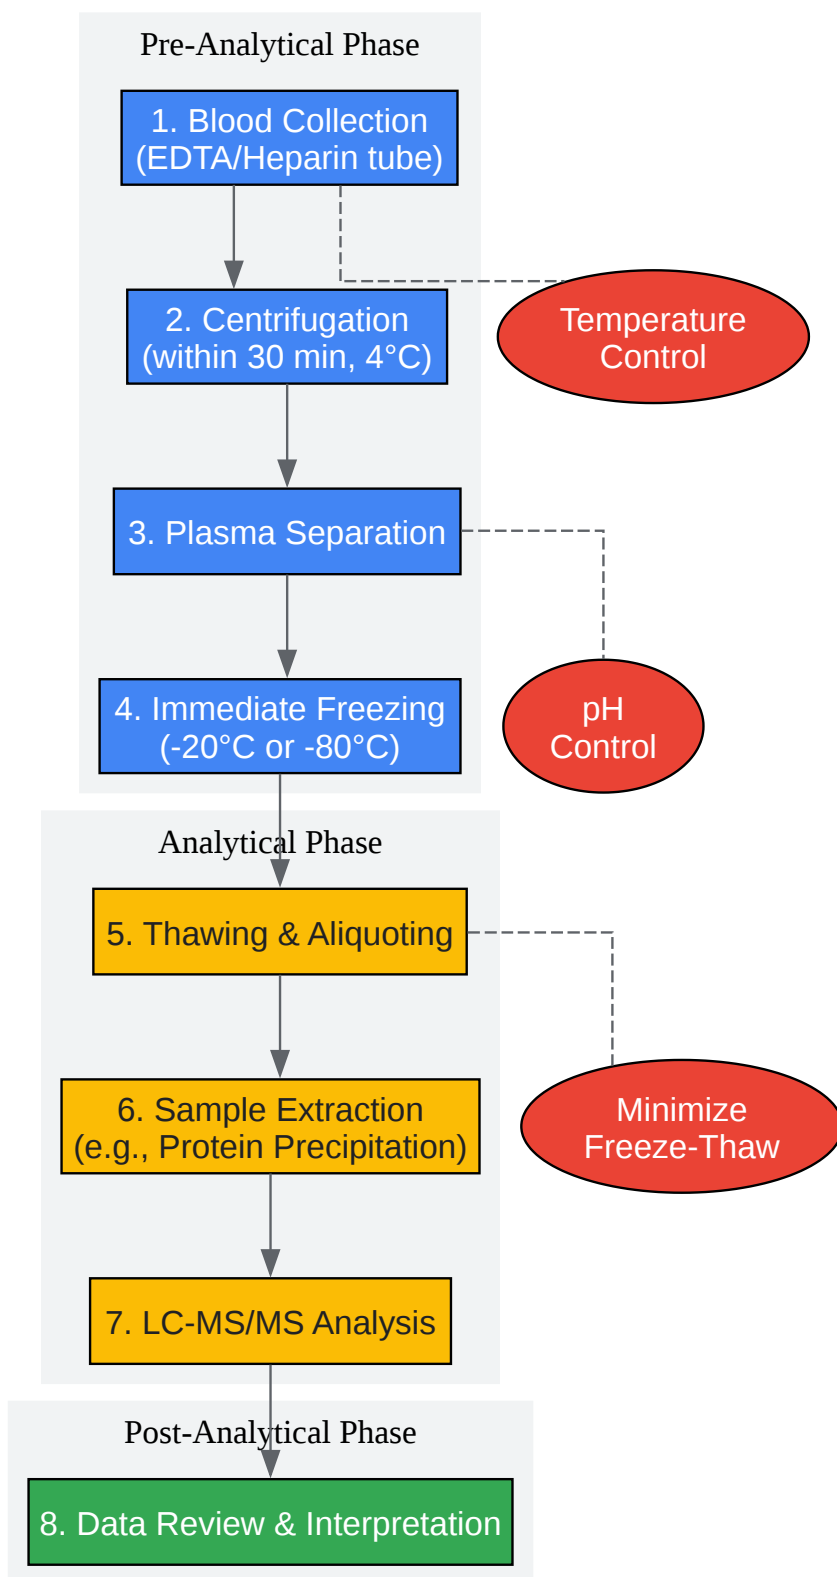 Pre-Analytical Phase
1. Blood Collection
(EDTA/Heparin tube)
2. Centrifugation
(within 30 min, 4°C)
Temperature
Control
3. Plasma Separation
4. Immediate Freezing
(-20°C or -80°C)
pH
Control
Analytical Phase
5. Thawing & Aliquoting
6. Sample Extraction
(e.g., Protein Precipitation)
Minimize
Freeze-Thaw
7. LC-MS/MS Analysis
Post-Analytical Phase
8. Data Review & Interpretation